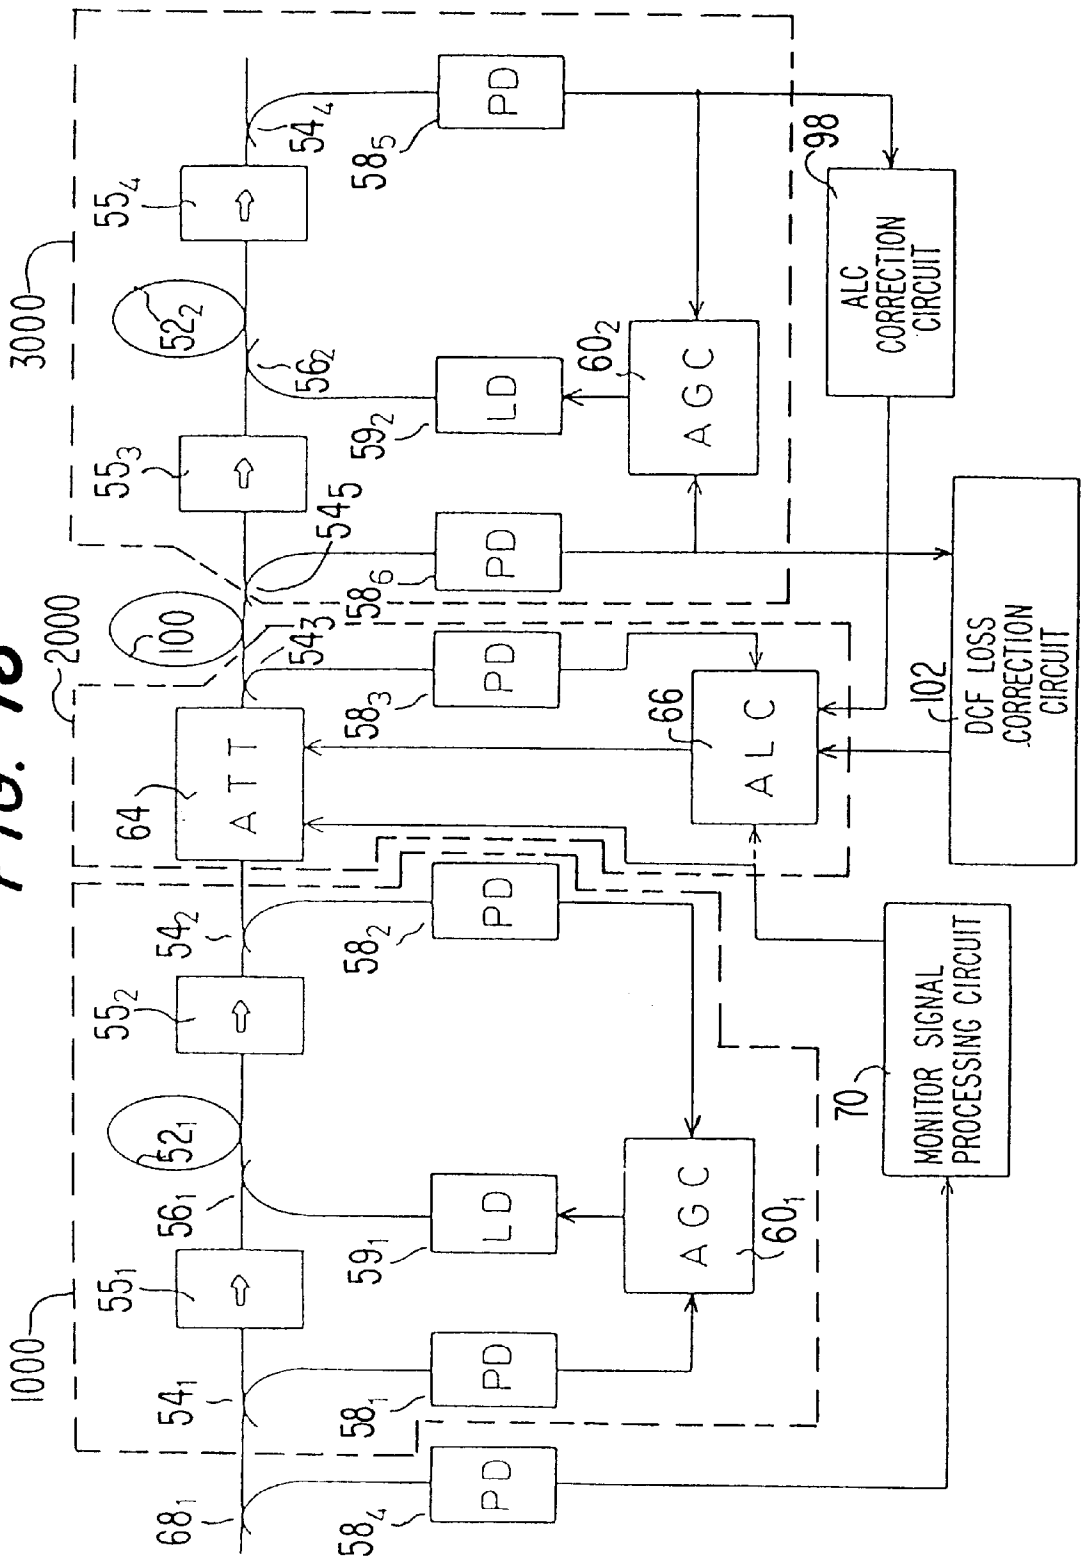 FIG. 18
1000
2000
3000
68₁
54₁
55₁
56₁
52₁
55₂
54₂
64
ATT
54₃
100
54₅
55₃
56₂
52₂
55₄
54₄
58₄
PD
58₁
PD
59₁
LD
58₂
PD
58₃
PD
58₆
PD
59₂
LD
58₅
PD
AGC
60₁
66
ALC
AGC
60₂
70
MONITOR SIGNAL
PROCESSING CIRCUIT
102
DCF LOSS
CORRECTION
CIRCUIT
98
ALC
CORRECTION
CIRCUIT